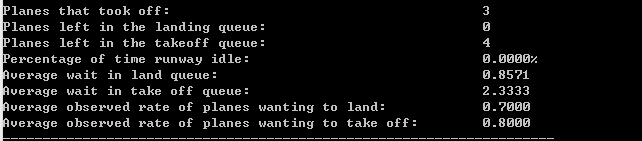 Planes that took off: 3
Planes left in the landing queue: 0
Planes left in the takeoff queue: 4
Percentage of time runway idle: 0.0000%
Average wait in land queue: 0.8571
Average wait in take off queue: 2.3333
Average observed rate of planes wanting to land: 0.7000
Average observed rate of planes wanting to take off: 0.8000